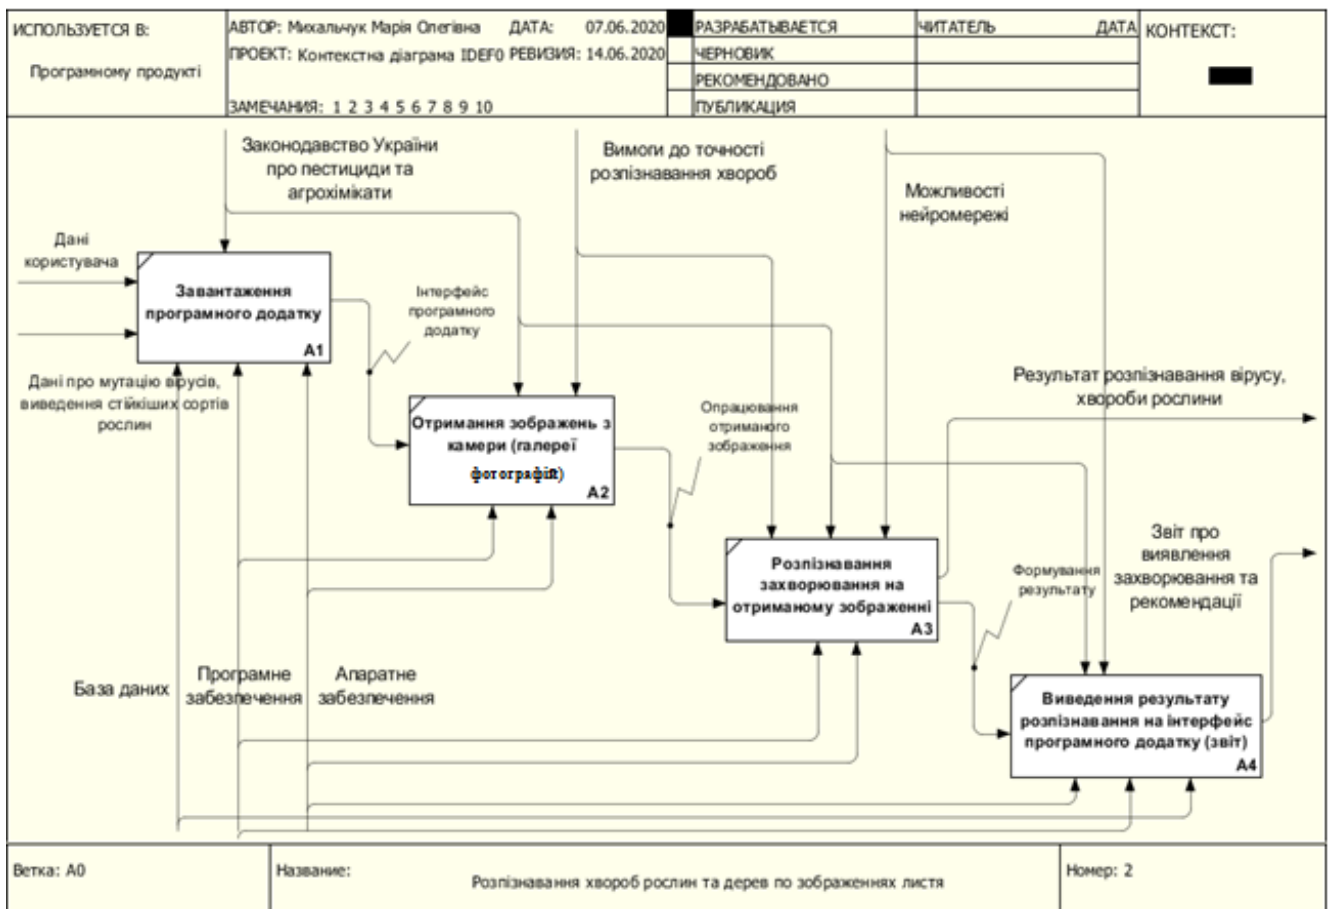 ИСПОЛЬЗУЕТСЯ В:
Програмному продукті
АВТОР: Михальчук Марія Олегівна ДАТА: 07.06.2020
ПРОЕКТ: Контекстна діаграма IDEF0 РЕВИЗИЯ: 14.06.2020
ЗАМЕЧАНИЯ: 1 2 3 4 5 6 7 8 9 10
РАЗРАБАТЫВАЕТСЯ
ЧЕРНОВИК
РЕКОМЕНДОВАНО
ПУБЛИКАЦИЯ
ЧИТАТЕЛЬ ДАТА
КОНТЕКСТ:
Законодавство України
про пестициди та
агрохімікати
Вимоги до точності
розпізнавання хвороб
Можливості
нейромережі
Дані
користувача
Завантаження
програмного додатку
A1
Інтерфейс
програмного
додатку
Дані про мутацію вірусів,
виведення стійкіших сортів
рослин
Отримання зображень з
камери (галереї
фотографій)
A2
Опрацювання
отриманого
зображення
Результат розпізнавання вірусу,
хвороби рослини
Розпізнавання
захворювання на
отриманому зображенні
A3
Формування
результату
Звіт про
виявлення
захворювання та
рекомендації
База даних
Програмне
забезпечення
Апаратне
забезпечення
Виведення результату
розпізнавання на інтерфейс
програмного додатку (звіт)
A4
Ветка: A0
Название:
Розпізнавання хвороб рослин та дерев по зображеннях листя
Номер: 2